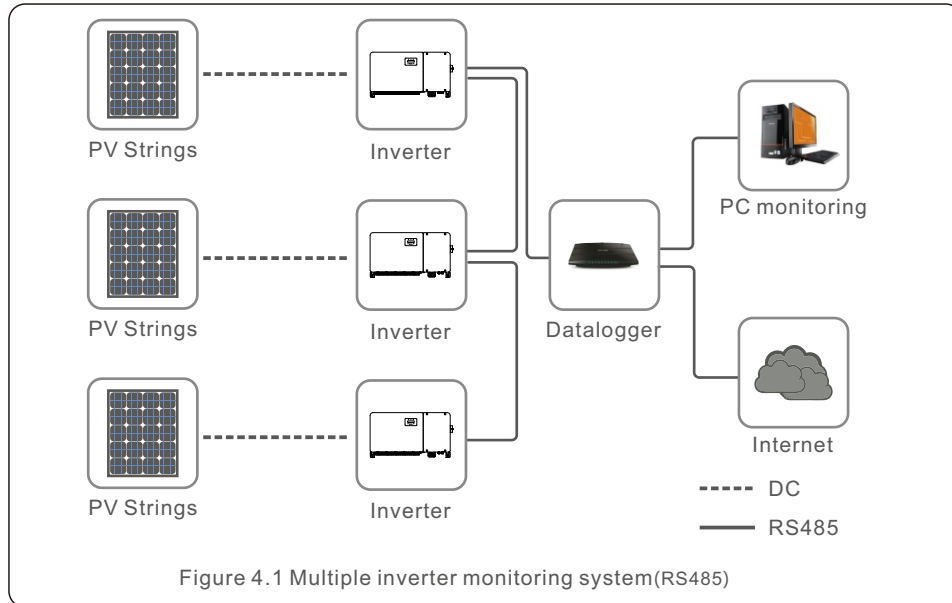 PV Strings
Inverter
PC monitoring
PV Strings
Inverter
Datalogger
Internet
PV Strings
Inverter
DC
RS485
Figure 4.1 Multiple inverter monitoring system(RS485)